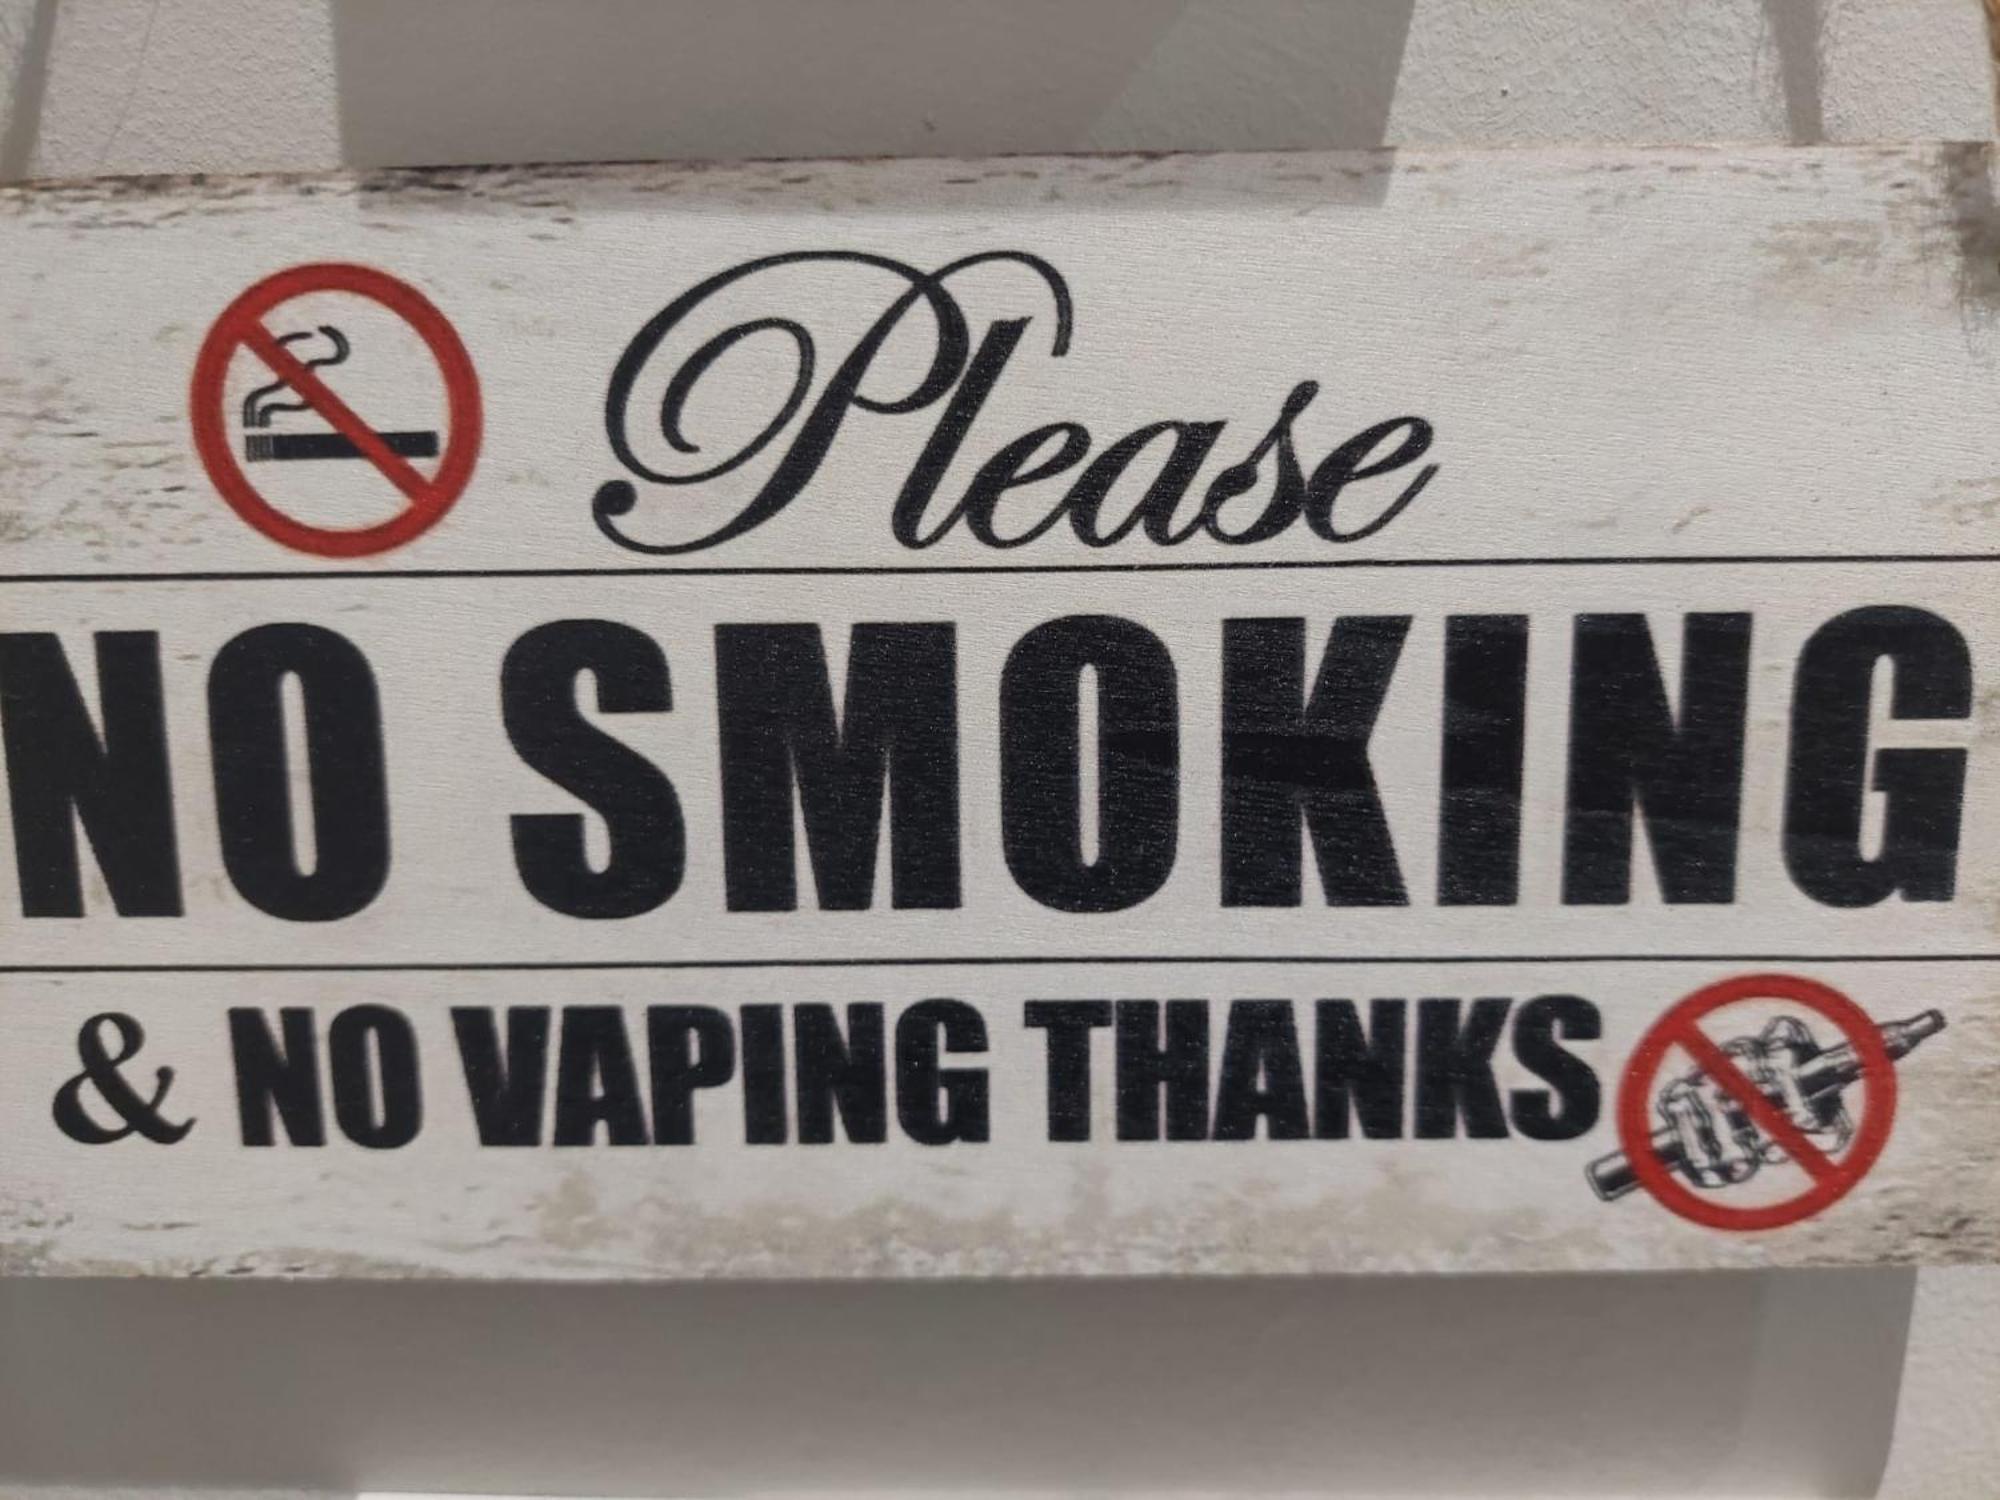 Please
NO SMOKING
& NO VAPING THANKS